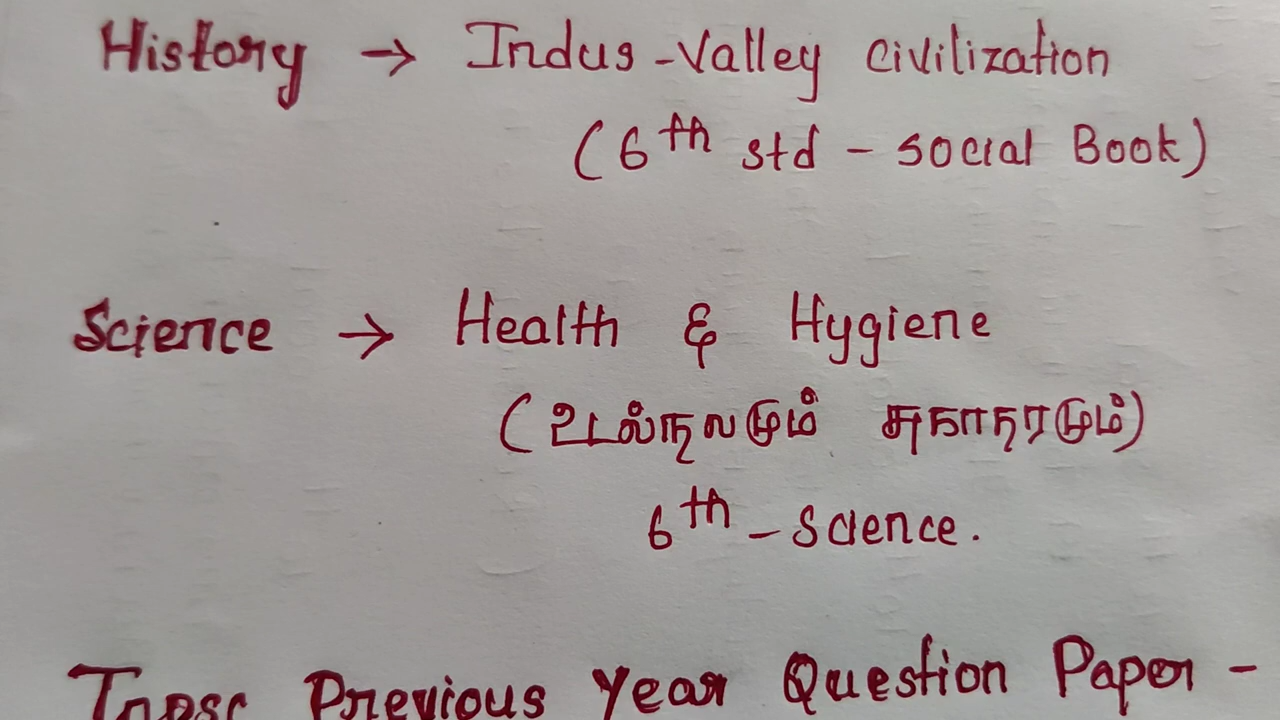 History → Indus-Valley Civilization
(6th std - Social Book)
Science → Health & Hygiene
(உடல்நலமும் சுகாதாரமும்)
6th - Science.
Tnpsc Previous Year Question Paper -